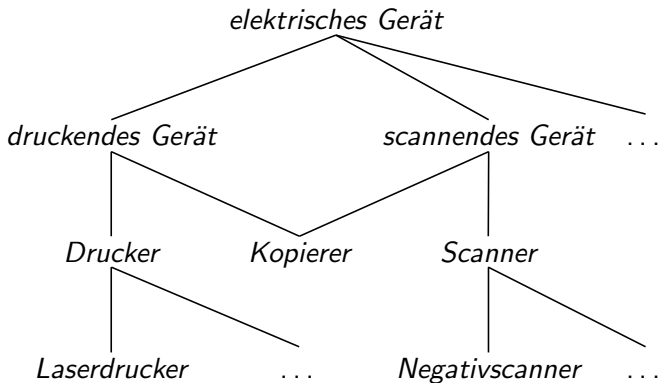 elektrisches Gerät
druckendes Gerät scannendes Gerät ...
Drucker Kopierer Scanner
Laserdrucker ... Negativscanner ...